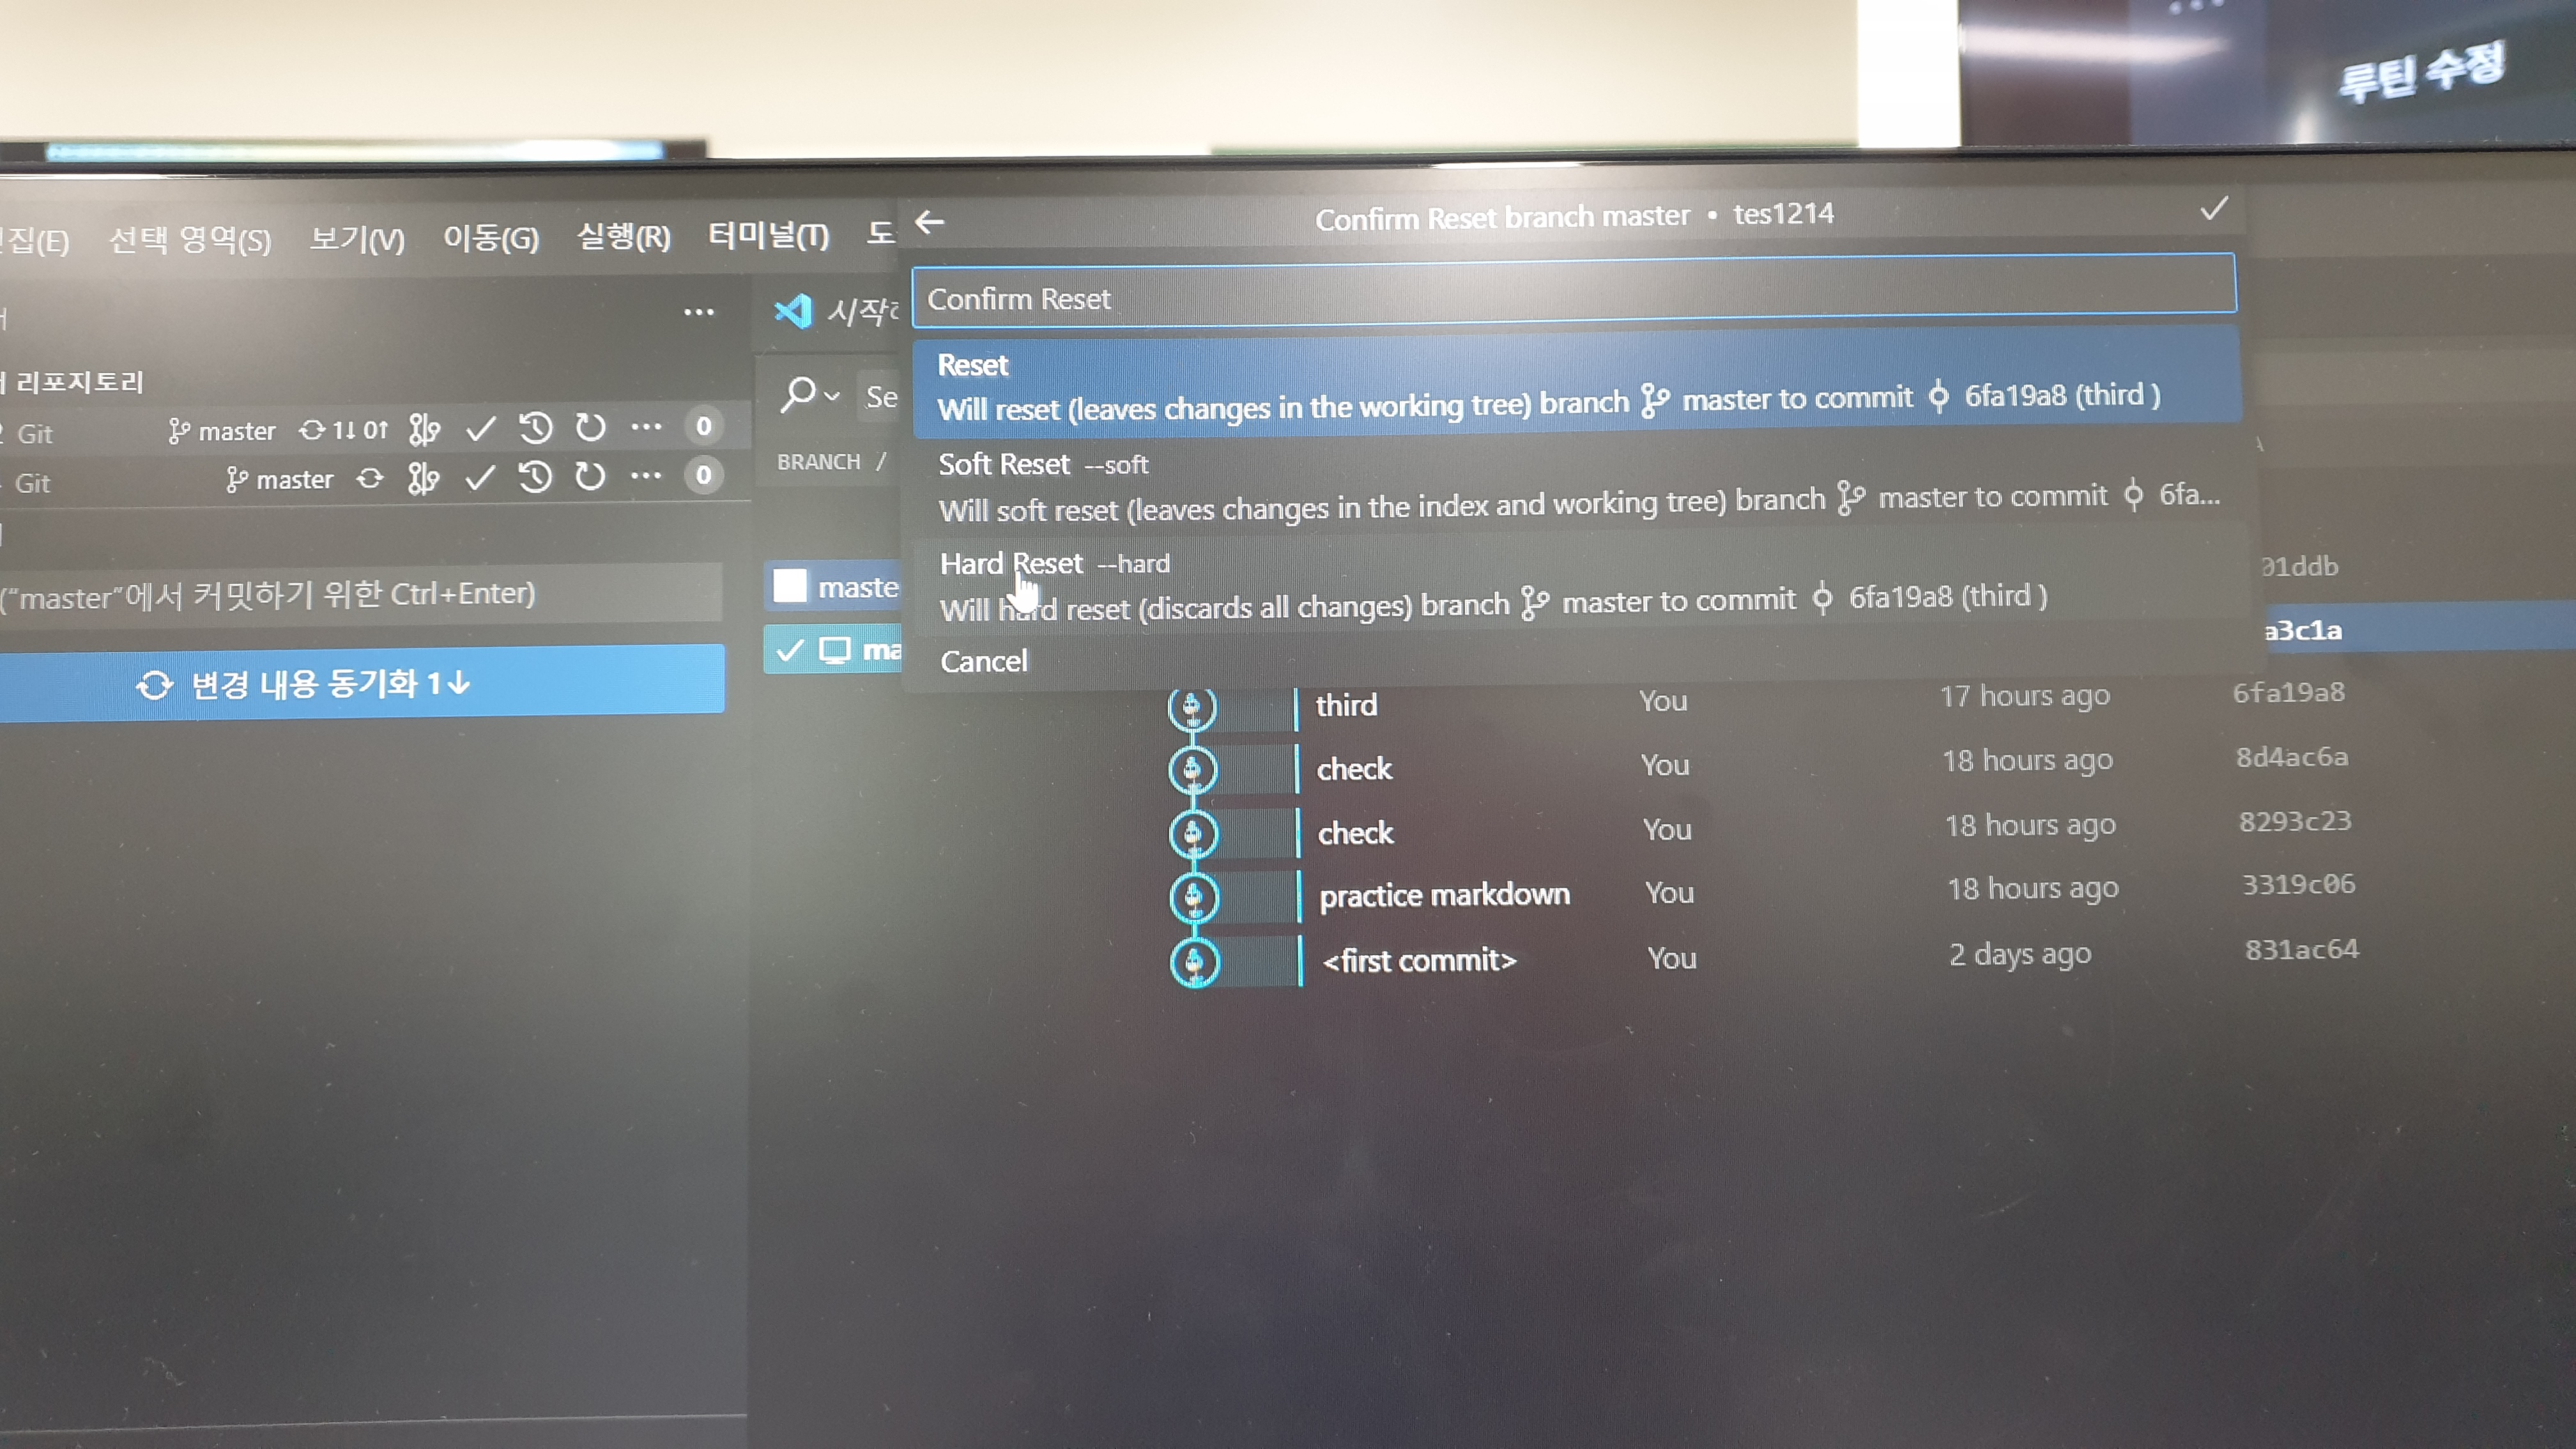 루틴 수정
집(E) 선택 영역(S) 보기(V) 이동(G) 실행(R) 터미널(T) 도
Confirm Reset branch master • tes1214
Confirm Reset
시작
Reset
Will reset (leaves changes in the working tree) branch master to commit 6fa19a8 (third )
Soft Reset --soft
Will soft reset (leaves changes in the index and working tree) branch master to commit 6fa...
Hard Reset --hard
Will hard reset (discards all changes) branch master to commit 6fa19a8 (third )
Cancel
리포지토리
Git master 1↓ 0↑ 0
Git master 0
("master"에서 커밋하기 위한 Ctrl+Enter)
변경 내용 동기화 1↓
Se
BRANCH /
maste
01ddb
ma
a3c1a
third You 17 hours ago 6fa19a8
check You 18 hours ago 8d4ac6a
check You 18 hours ago 8293c23
practice markdown You 18 hours ago 3319c06
<first commit> You 2 days ago 831ac64